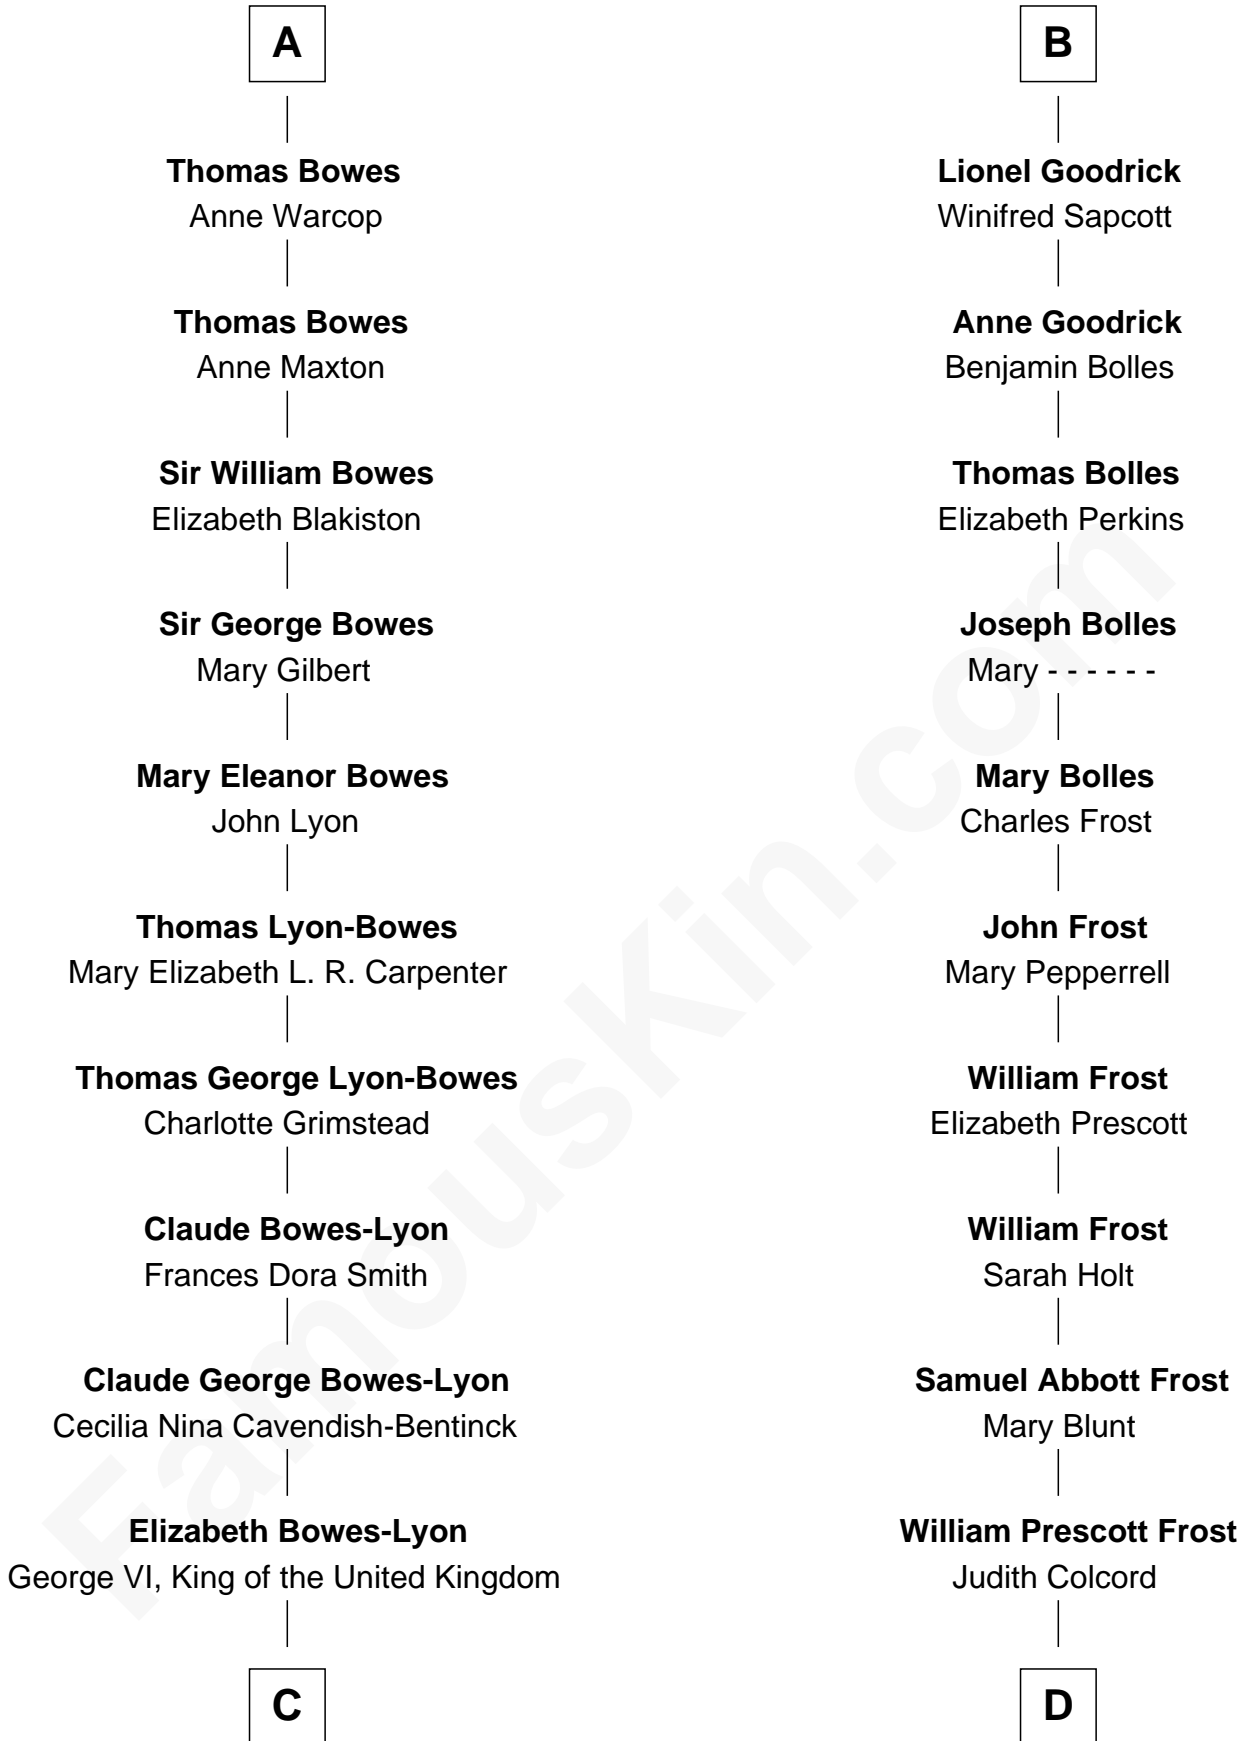 A
Thomas Bowes
Anne Warcop
Thomas Bowes
Anne Maxton
Sir William Bowes
Elizabeth Blakiston
Sir George Bowes
Mary Gilbert
Mary Eleanor Bowes
John Lyon
Thomas Lyon-Bowes
Mary Elizabeth L. R. Carpenter
Thomas George Lyon-Bowes
Charlotte Grimstead
Claude Bowes-Lyon
Frances Dora Smith
Claude George Bowes-Lyon
Cecilia Nina Cavendish-Bentinck
Elizabeth Bowes-Lyon
George VI, King of the United Kingdom
C
B
Lionel Goodrick
Winifred Sapcott
Anne Goodrick
Benjamin Bolles
Thomas Bolles
Elizabeth Perkins
Joseph Bolles
Mary - - - - - -
Mary Bolles
Charles Frost
John Frost
Mary Pepperrell
William Frost
Elizabeth Prescott
William Frost
Sarah Holt
Samuel Abbott Frost
Mary Blunt
William Prescott Frost
Judith Colcord
D
FamousKin.com